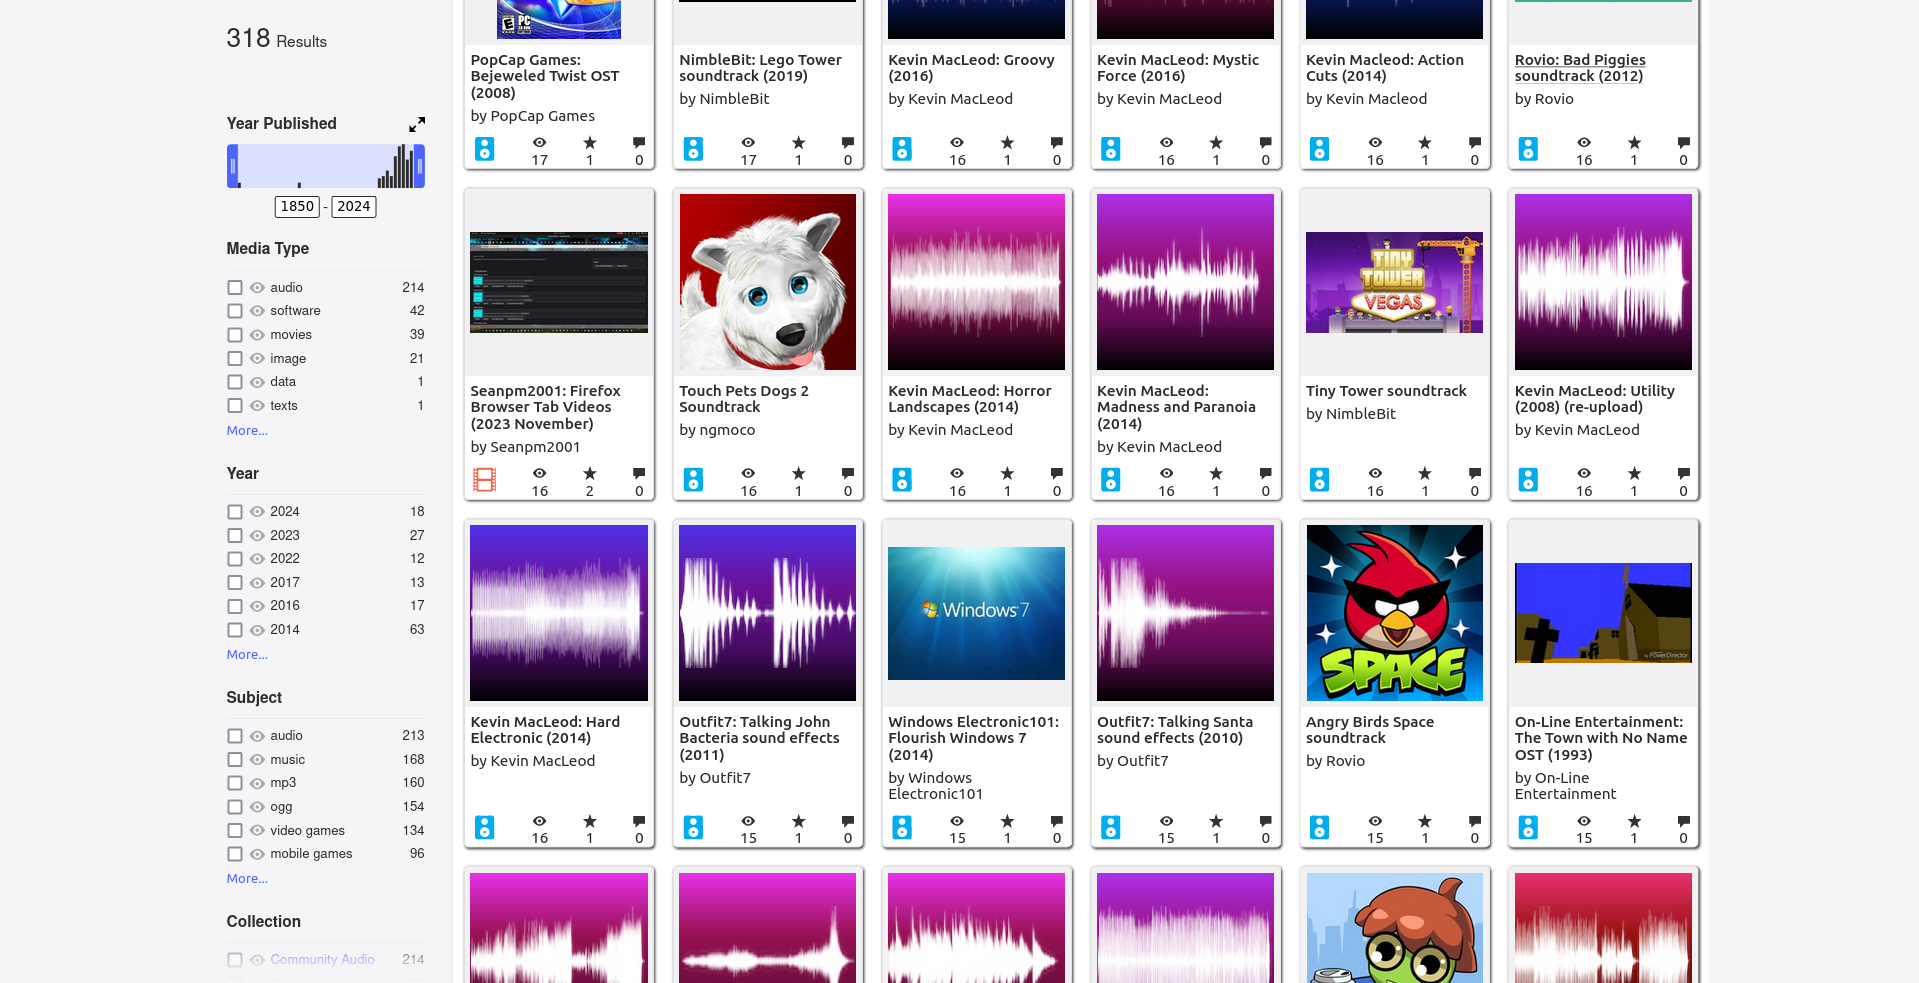 318 Results
Year Published
1850 - 2024
Media Type
audio 214
software 42
movies 39
image 21
data 1
texts 1
More...
Year
2024 18
2023 27
2022 12
2017 13
2016 17
2014 63
More...
Subject
audio 213
music 168
mp3 160
ogg 154
video games 134
mobile games 96
More...
Collection
Community Audio 214
E PC
PopCap Games:
Bejeweled Twist OST
(2008)
by PopCap Games
17 1 0
NimbleBit: Lego Tower
soundtrack (2019)
by NimbleBit
17 1 0
Kevin MacLeod: Groovy
(2016)
by Kevin MacLeod
16 1 0
Kevin MacLeod: Mystic
Force (2016)
by Kevin MacLeod
16 1 0
Kevin Macleod: Action
Cuts (2014)
by Kevin Macleod
16 1 0
Rovio: Bad Piggies
soundtrack (2012)
by Rovio
16 1 0
Seanpm2001: Firefox
Browser Tab Videos
(2023 November)
by Seanpm2001
16 2 0
Touch Pets Dogs 2
Soundtrack
by ngmoco
16 1 0
Kevin MacLeod: Horror
Landscapes (2014)
by Kevin MacLeod
16 1 0
Kevin MacLeod:
Madness and Paranoia
(2014)
by Kevin MacLeod
16 1 0
TINY
TOWER
VEGAS
Tiny Tower soundtrack
by NimbleBit
16 1 0
Kevin MacLeod: Utility
(2008) (re-upload)
by Kevin MacLeod
16 1 0
Kevin MacLeod: Hard
Electronic (2014)
by Kevin MacLeod
16 1 0
Outfit7: Talking John
Bacteria sound effects
(2011)
by Outfit7
15 1 0
Windows 7
Windows Electronic101:
Flourish Windows 7
(2014)
by Windows
Electronic101
15 1 0
Outfit7: Talking Santa
sound effects (2010)
by Outfit7
15 1 0
SPACE
Angry Birds Space
soundtrack
by Rovio
15 1 0
by PowerDirector
On-Line Entertainment:
The Town with No Name
OST (1993)
by On-Line
Entertainment
15 1 0